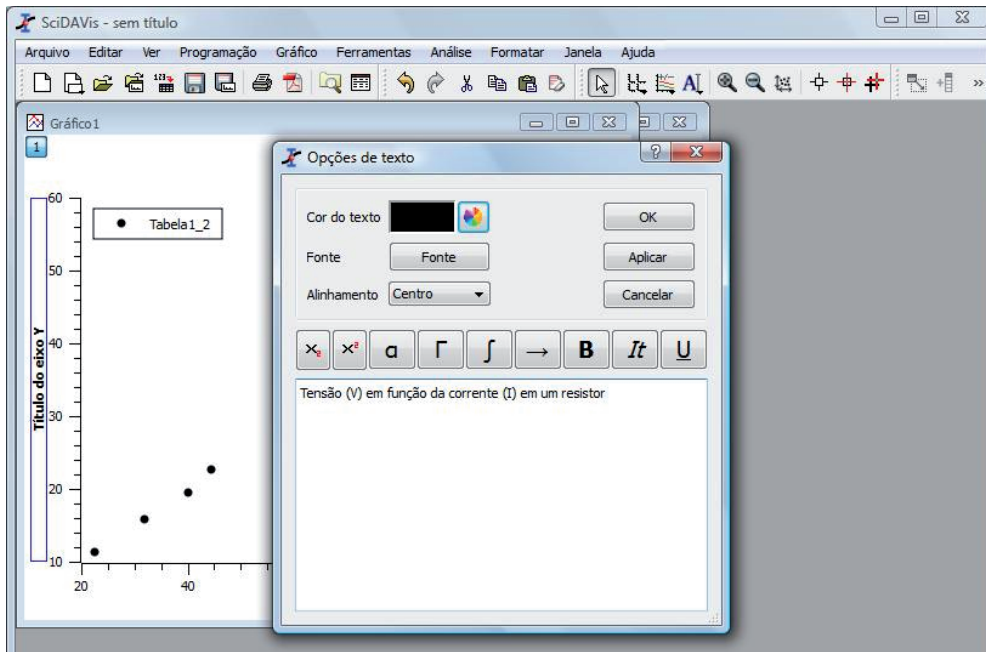 SciDAVis - sem título
Arquivo Editar Ver Programação Gráfico Ferramentas Análise Formatar Janela Ajuda
Gráfico1
1
Opções de texto
Cor do texto
OK
Fonte Fonte
Aplicar
Alinhamento Centro
Cancelar
α Γ ∫ → B It U
Tensão (V) em função da corrente (I) em um resistor
Tabela1_2
Título do eixo Y
60
50
40
30
20
10
20 40